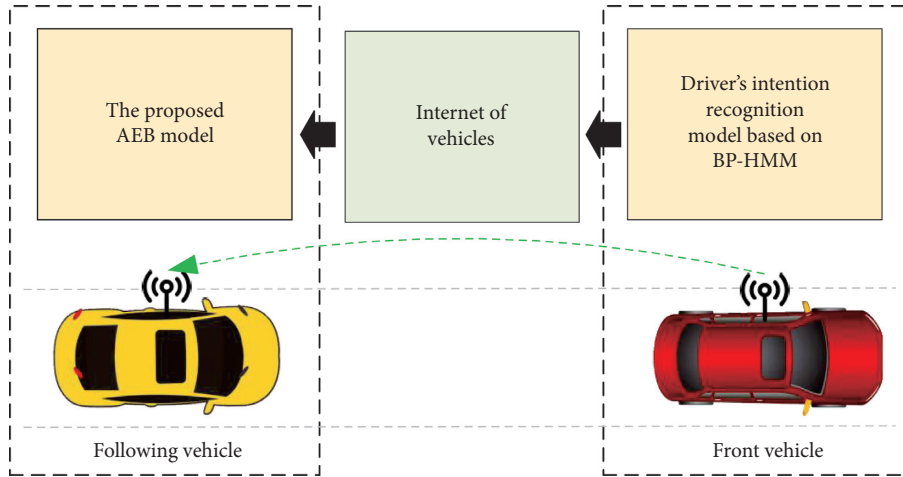 The proposed
AEB model
Internet of
vehicles
Driver's intention
recognition
model based on
BP-HMM
Following vehicle
Front vehicle